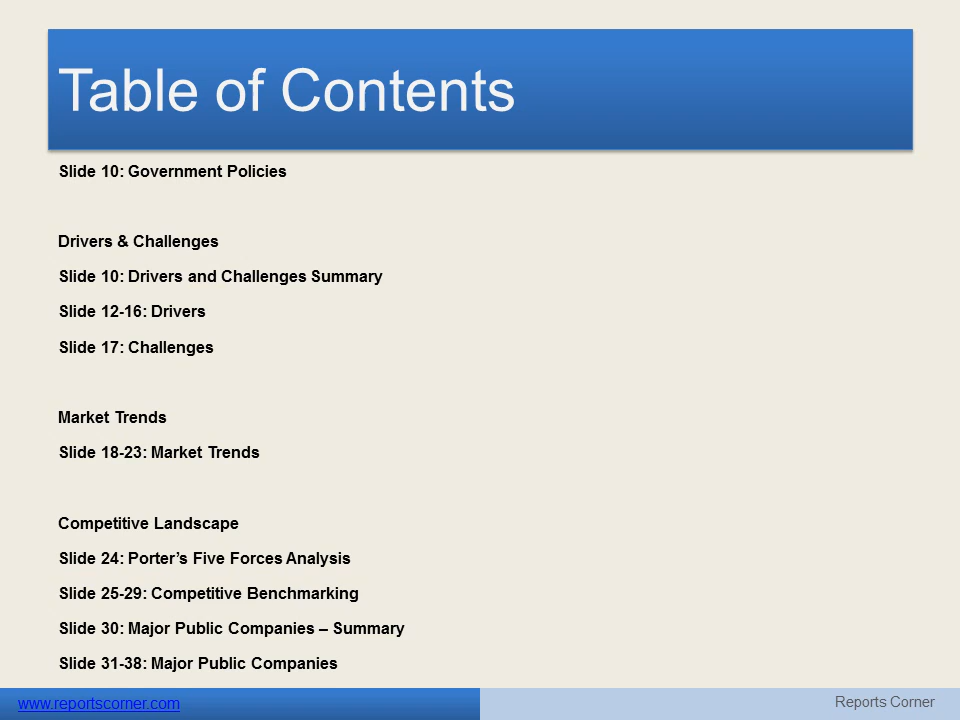 Table of Contents
Slide 10: Government Policies
Drivers & Challenges
Slide 10: Drivers and Challenges Summary
Slide 12-16: Drivers
Slide 17: Challenges
Market Trends
Slide 18-23: Market Trends
Competitive Landscape
Slide 24: Porter’s Five Forces Analysis
Slide 25-29: Competitive Benchmarking
Slide 30: Major Public Companies – Summary
Slide 31-38: Major Public Companies
www.reportscorner.com
Reports Corner